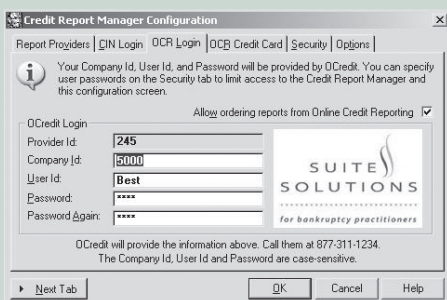 Credit Report Manager Configuration
Report Providers | CIN Login | OCR Login | OCR Credit Card | Security | Options
Your Company Id, User Id, and Password will be provided by OCredit. You can specify
user passwords on the Security tab to limit access to the Credit Report Manager and
this configuration screen.
Allow ordering reports from Online Credit Reporting
OCredit Login
Provider Id: 245
Company Id: 5000
User Id: Best
Password: ****
Password Again: ****
SUITE
SOLUTIONS
for bankruptcy practitioners
OCredit will provide the information above. Call them at 877-311-1234.
The Company Id, User Id and Password are case-sensitive.
Next Tab OK Cancel Help